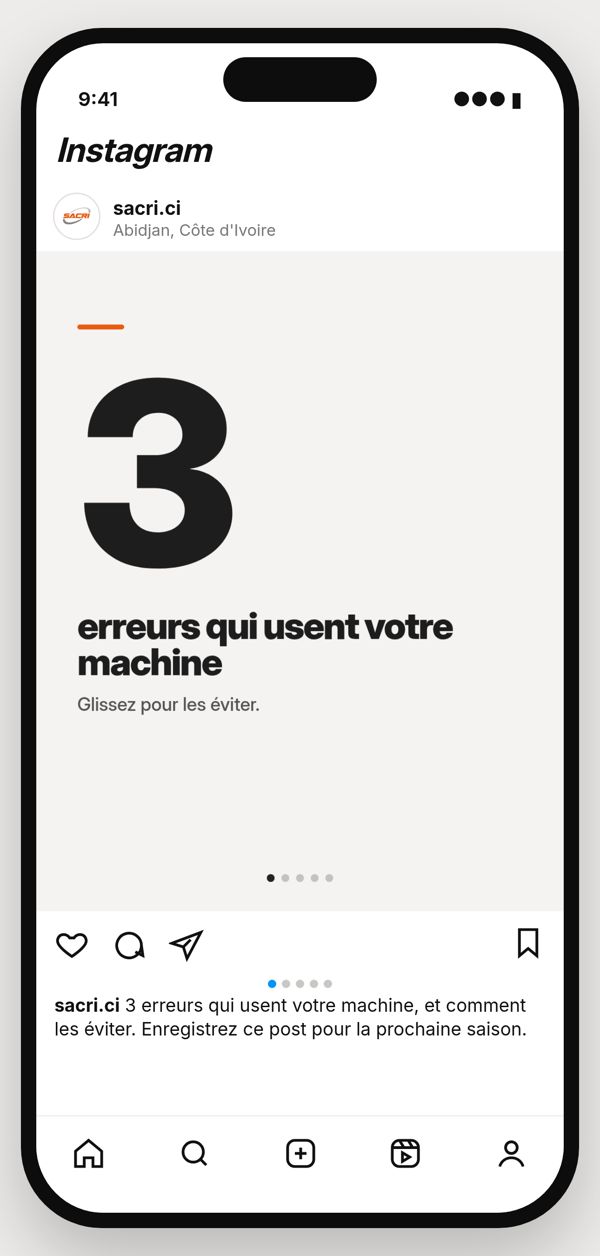 9:41
Instagram
SACRI
sacri.ci
Abidjan, Côte d'Ivoire
3
erreurs qui usent votre
machine
Glissez pour les éviter.
sacri.ci 3 erreurs qui usent votre machine, et comment
les éviter. Enregistrez ce post pour la prochaine saison.